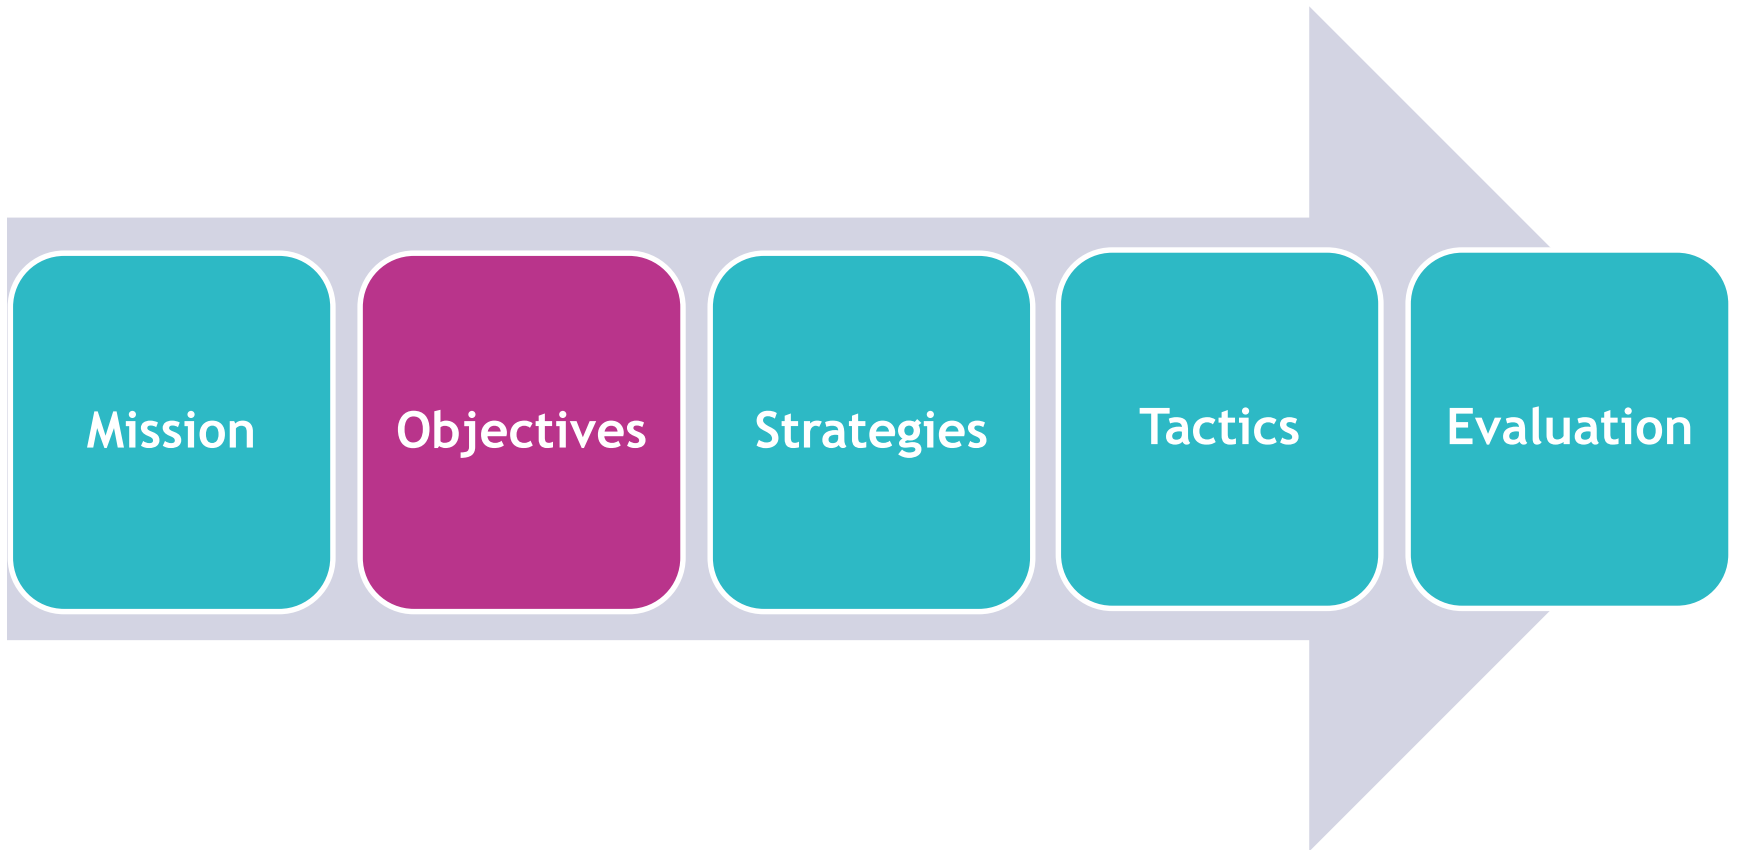 Mission
Objectives
Strategies
Tactics
Evaluation